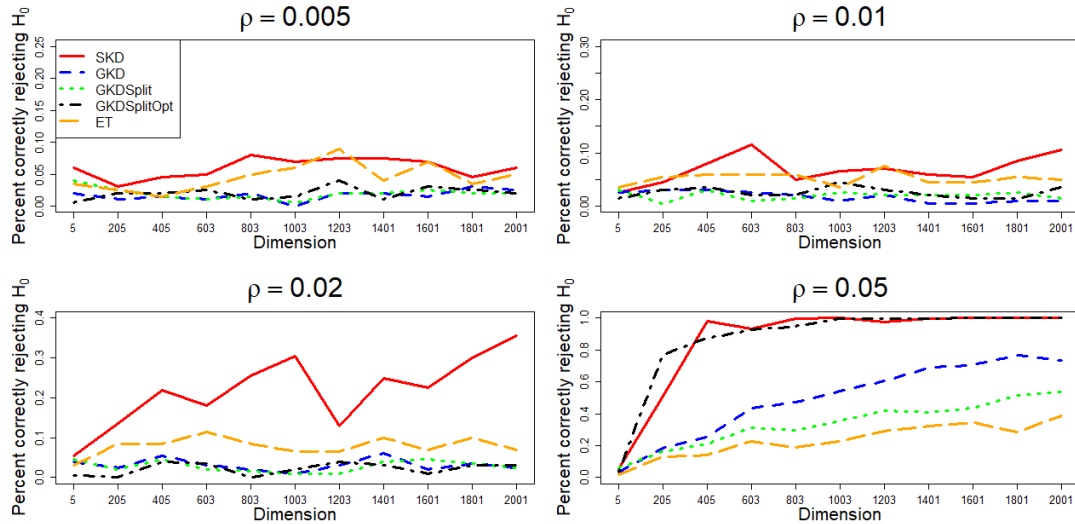 ρ = 0.005
Percent correctly rejecting H0
0.00 0.05 0.10 0.15 0.20 0.25
SKD
GKD
GKDSplit
GKDSplitOpt
ET
5 205 405 603 803 1003 1203 1401 1601 1801 2001
Dimension
ρ = 0.01
Percent correctly rejecting H0
0.00 0.10 0.20 0.30
5 205 405 603 803 1003 1203 1401 1601 1801 2001
Dimension
ρ = 0.02
Percent correctly rejecting H0
0.0 0.1 0.2 0.3 0.4
5 205 405 603 803 1003 1203 1401 1601 1801 2001
Dimension
ρ = 0.05
Percent correctly rejecting H0
0.0 0.2 0.4 0.6 0.8 1.0
5 205 405 603 803 1003 1203 1401 1601 1801 2001
Dimension